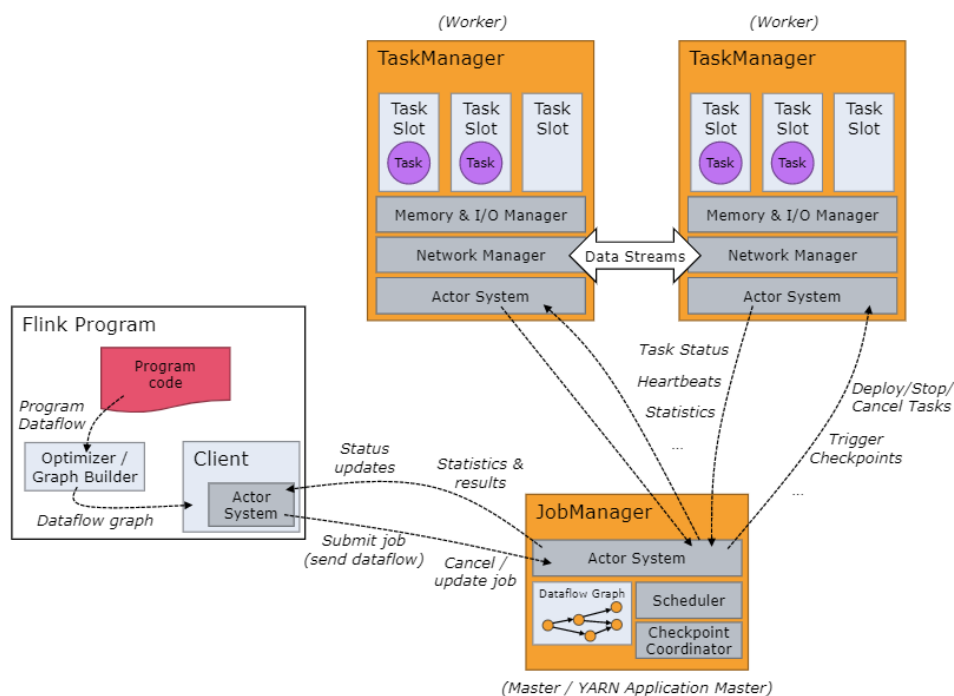 (Worker)
(Worker)
TaskManager
TaskManager
Task
Slot
Task
Slot
Task
Slot
Task
Slot
Task
Slot
Task
Slot
Task
Task
Task
Task
Memory & I/O Manager
Memory & I/O Manager
Network Manager
Data Streams
Network Manager
Actor System
Actor System
Flink Program
Program
code
Program
Dataflow
Optimizer /
Graph Builder
Dataflow graph
Client
Actor
System
Status
updates
Statistics &
results
Submit job
(send dataflow)
Cancel /
update job
Task Status
Heartbeats
Statistics
...
Deploy/Stop/
Cancel Tasks
Trigger
Checkpoints
...
JobManager
Actor System
Dataflow Graph
Scheduler
Checkpoint
Coordinator
(Master / YARN Application Master)